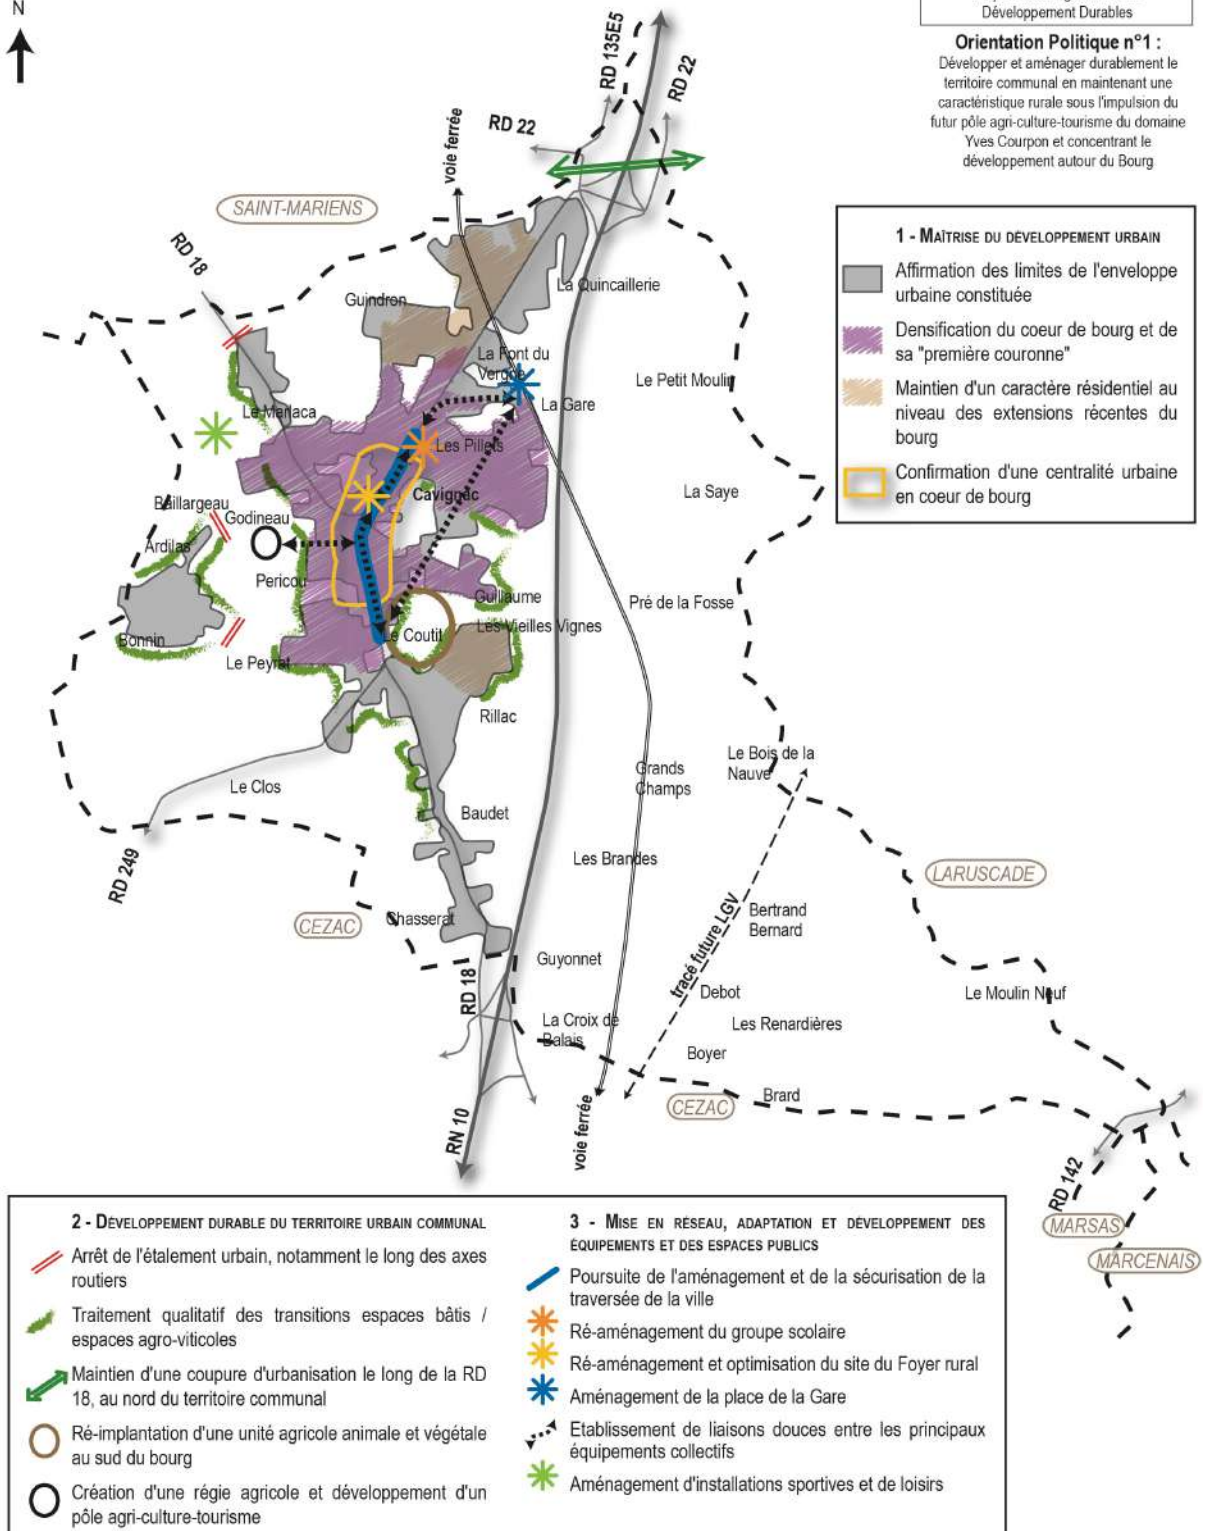 N
Développement Durables
Orientation Politique n°1 :
Développer et aménager durablement le
territoire communal en maintenant une
caractéristique rurale sous l'impulsion du
futur pôle agri-culture-tourisme du domaine
Yves Courpon et concentrant le
développement autour du Bourg
RD 135E5
RD 22
RD 22
voie ferrée
SAINT-MARIENS
RD 18
1 - MAÎTRISE DU DÉVELOPPEMENT URBAIN
Affirmation des limites de l'enveloppe
urbaine constituée
Densification du coeur de bourg et de
sa "première couronne"
Maintien d'un caractère résidentiel au
niveau des extensions récentes du
bourg
Confirmation d'une centralité urbaine
en coeur de bourg
La Quincaillerie
Guindron
La Font du
Vergne
Le Petit Moulin
La Gare
Le Marlaca
Les Pillets
La Saye
Cavignac
Baillargeau
Godineau
Ardilas
Pericou
Guillaume
Pré de la Fosse
Les Vieilles Vignes
Bonnin
Le Coutit
Le Peyrat
Rillac
Le Bois de la
Nauve
Grands
Champs
Le Clos
Baudet
RD 249
Les Brandes
LARUSCADE
CEZAC
Chasserat
Bertrand
Bernard
tracé future LGV
Guyonnet
RD 18
Debot
Le Moulin Neuf
La Croix de
Balais
Les Renardières
Boyer
Brard
CEZAC
RN 10
voie ferrée
RD 142
MARSAS
MARCENAIS
2 - DÉVELOPPEMENT DURABLE DU TERRITOIRE URBAIN COMMUNAL
Arrêt de l'étalement urbain, notamment le long des axes
routiers
Traitement qualitatif des transitions espaces bâtis /
espaces agro-viticoles
Maintien d'une coupure d'urbanisation le long de la RD
18, au nord du territoire communal
Ré-implantation d'une unité agricole animale et végétale
au sud du bourg
Création d'une régie agricole et développement d'un
pôle agri-culture-tourisme
3 - MISE EN RÉSEAU, ADAPTATION ET DÉVELOPPEMENT DES
ÉQUIPEMENTS ET DES ESPACES PUBLICS
Poursuite de l'aménagement et de la sécurisation de la
traversée de la ville
Ré-aménagement du groupe scolaire
Ré-aménagement et optimisation du site du Foyer rural
Aménagement de la place de la Gare
Etablissement de liaisons douces entre les principaux
équipements collectifs
Aménagement d'installations sportives et de loisirs